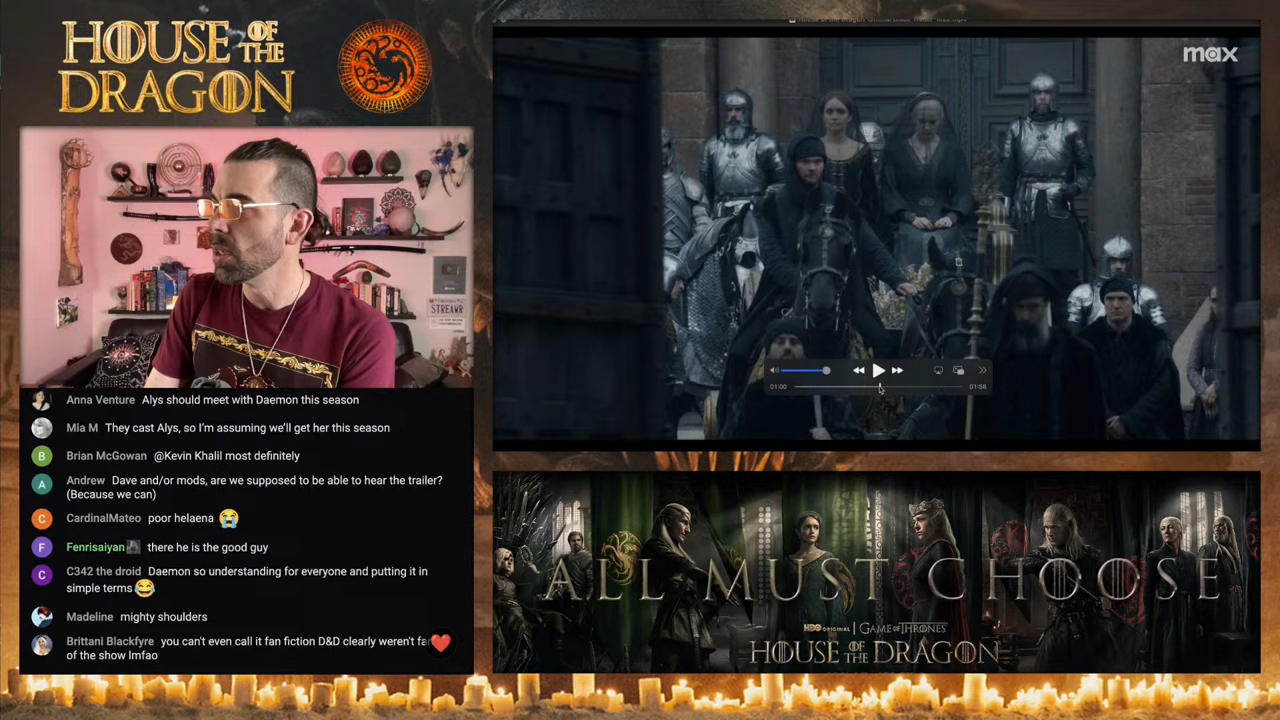 HOUSE OF THE
DRAGON
max
STREAWR
01:00
01:58
Anna Venture Alys should meet with Daemon this season
Mia M They cast Alys, so I'm assuming we'll get her this season
B Brian McGowan @Kevin Khalil most definitely
A Andrew Dave and/or mods, are we supposed to be able to hear the trailer?
(Because we can)
C CardinalMateo poor helaena 😭
F Fenrisaiyan there he is the good guy
C C342 the droid Daemon so understanding for everyone and putting it in
simple terms 😂
Madeline mighty shoulders
Brittani Blackfyre you can't even call it fan fiction D&D clearly weren't fa
of the show lmfao
ALL MUST CHOOSE
HBO ORIGINAL | GAME OF THRONES
HOUSE OF THE DRAGON